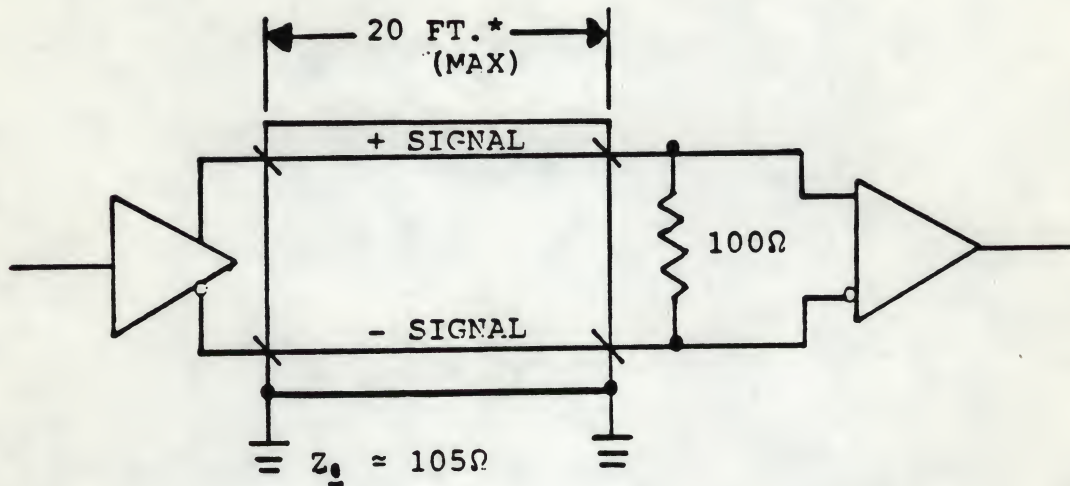 20 FT.*
(MAX)
+ SIGNAL
100Ω
- SIGNAL
Z₀ = 105Ω